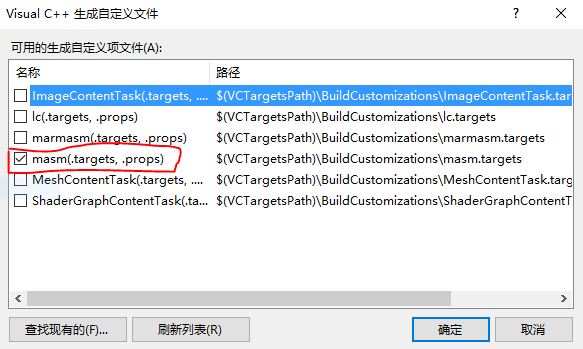 Visual C++ 生成自定义文件
可用的生成自定义项文件(A):
名称 路径
ImageContentTask(.targets, .... $(VCTargetsPath)\BuildCustomizations\ImageContentTask.tar
lc(.targets, .props) $(VCTargetsPath)\BuildCustomizations\lc.targets
marmasm(.targets, .props) $(VCTargetsPath)\BuildCustomizations\marmasm.targets
masm(.targets, .props) $(VCTargetsPath)\BuildCustomizations\masm.targets
MeshContentTask(.targets, .... $(VCTargetsPath)\BuildCustomizations\MeshContentTask.targ
ShaderGraphContentTask(.ta... $(VCTargetsPath)\BuildCustomizations\ShaderGraphContentT
查找现有的(F)... 刷新列表(R) 确定 取消